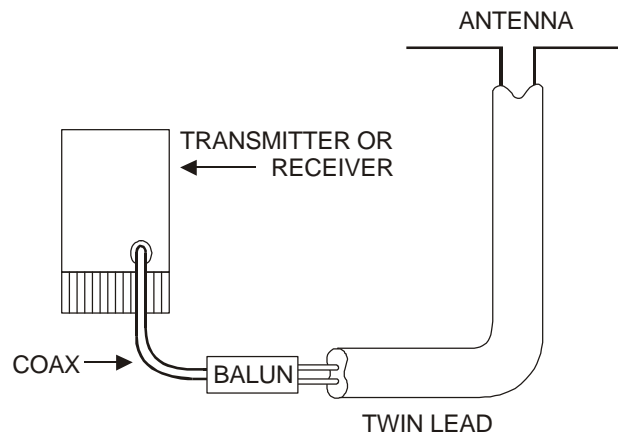 ANTENNA
TRANSMITTER OR
RECEIVER
COAX
BALUN
TWIN LEAD